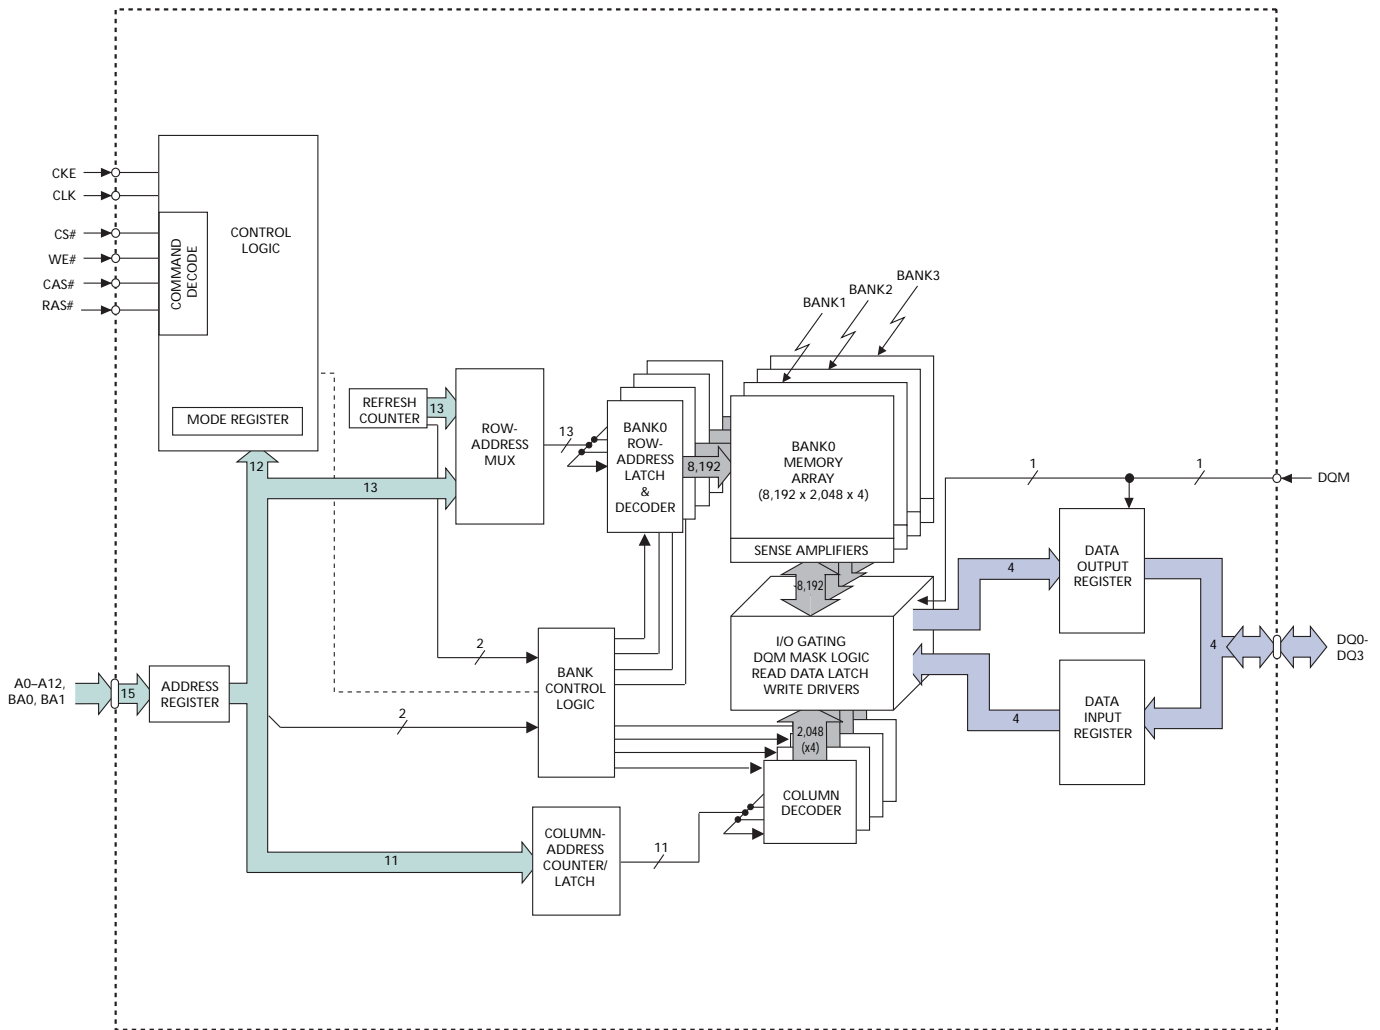 CKE
CLK
CS#
WE#
CAS#
RAS#
COMMAND
DECODE
CONTROL
LOGIC
MODE REGISTER
12
BANK1
BANK2
BANK3
REFRESH
COUNTER
13
13
ROW-
ADDRESS
MUX
13
BANK0
ROW-
ADDRESS
LATCH
&
DECODER
8,192
BANK0
MEMORY
ARRAY
(8,192 x 2,048 x 4)
SENSE AMPLIFIERS
8,192
1
1
DQM
DATA
OUTPUT
REGISTER
4
I/O GATING
DQM MASK LOGIC
READ DATA LATCH
WRITE DRIVERS
4
DQ0-
DQ3
4
DATA
INPUT
REGISTER
A0–A12,
BA0, BA1
15
ADDRESS
REGISTER
2
2
BANK
CONTROL
LOGIC
2,048
(x4)
COLUMN
DECODER
11
COLUMN-
ADDRESS
COUNTER/
LATCH
11